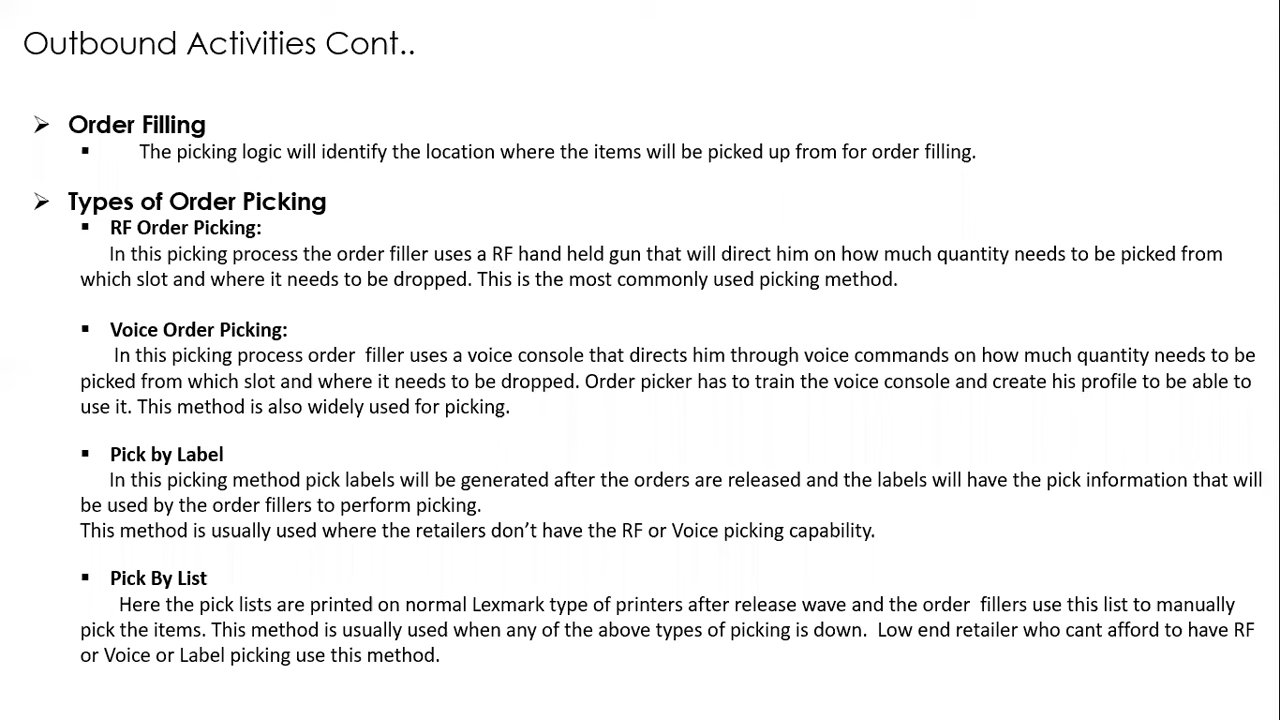 Outbound Activities Cont..
Order Filling
The picking logic will identify the location where the items will be picked up from for order filling.
Types of Order Picking
RF Order Picking:
In this picking process the order filler uses a RF hand held gun that will direct him on how much quantity needs to be picked from
which slot and where it needs to be dropped. This is the most commonly used picking method.
Voice Order Picking:
In this picking process order  filler uses a voice console that directs him through voice commands on how much quantity needs to be
picked from which slot and where it needs to be dropped. Order picker has to train the voice console and create his profile to be able to
use it. This method is also widely used for picking.
Pick by Label
In this picking method pick labels will be generated after the orders are released and the labels will have the pick information that will
be used by the order fillers to perform picking.
This method is usually used where the retailers don’t have the RF or Voice picking capability.
Pick By List
Here the pick lists are printed on normal Lexmark type of printers after release wave and the order  fillers use this list to manually
pick the items. This method is usually used when any of the above types of picking is down.  Low end retailer who cant afford to have RF
or Voice or Label picking use this method.